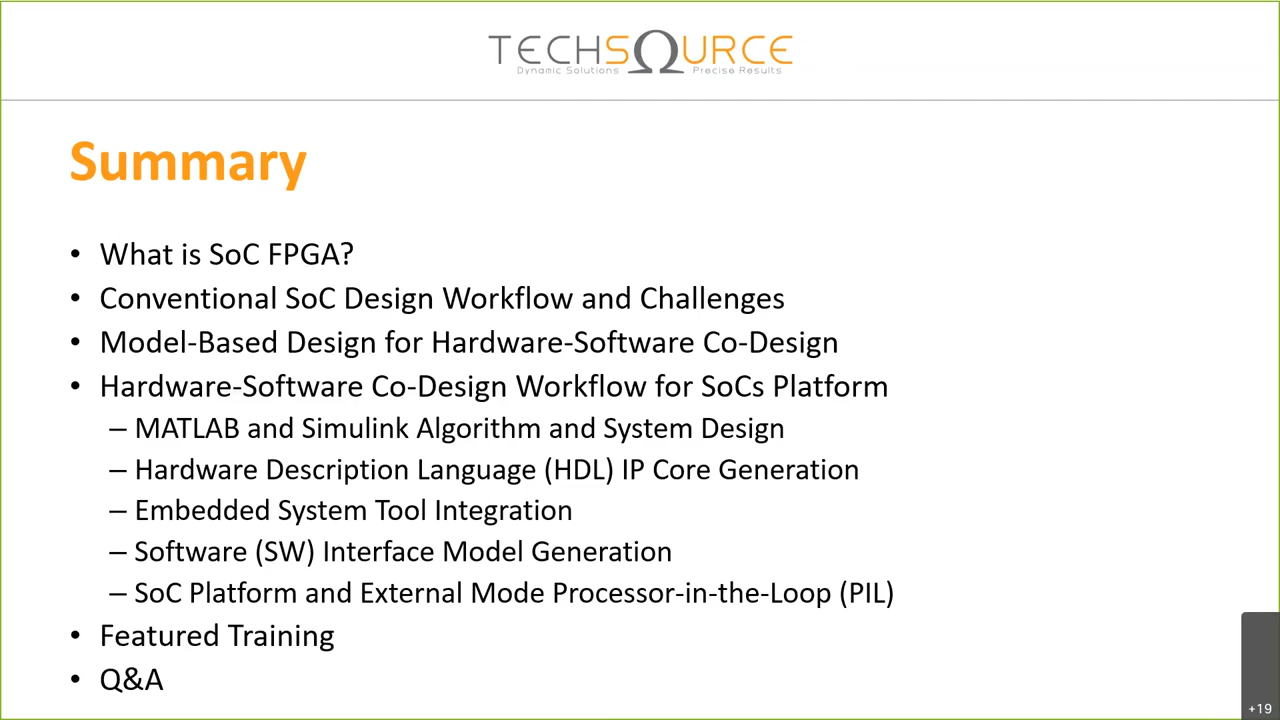 TECHSOURCE
Dynamic Solutions Precise Results
Summary
• What is SoC FPGA?
• Conventional SoC Design Workflow and Challenges
• Model-Based Design for Hardware-Software Co-Design
• Hardware-Software Co-Design Workflow for SoCs Platform
– MATLAB and Simulink Algorithm and System Design
– Hardware Description Language (HDL) IP Core Generation
– Embedded System Tool Integration
– Software (SW) Interface Model Generation
– SoC Platform and External Mode Processor-in-the-Loop (PIL)
• Featured Training
• Q&A
+19